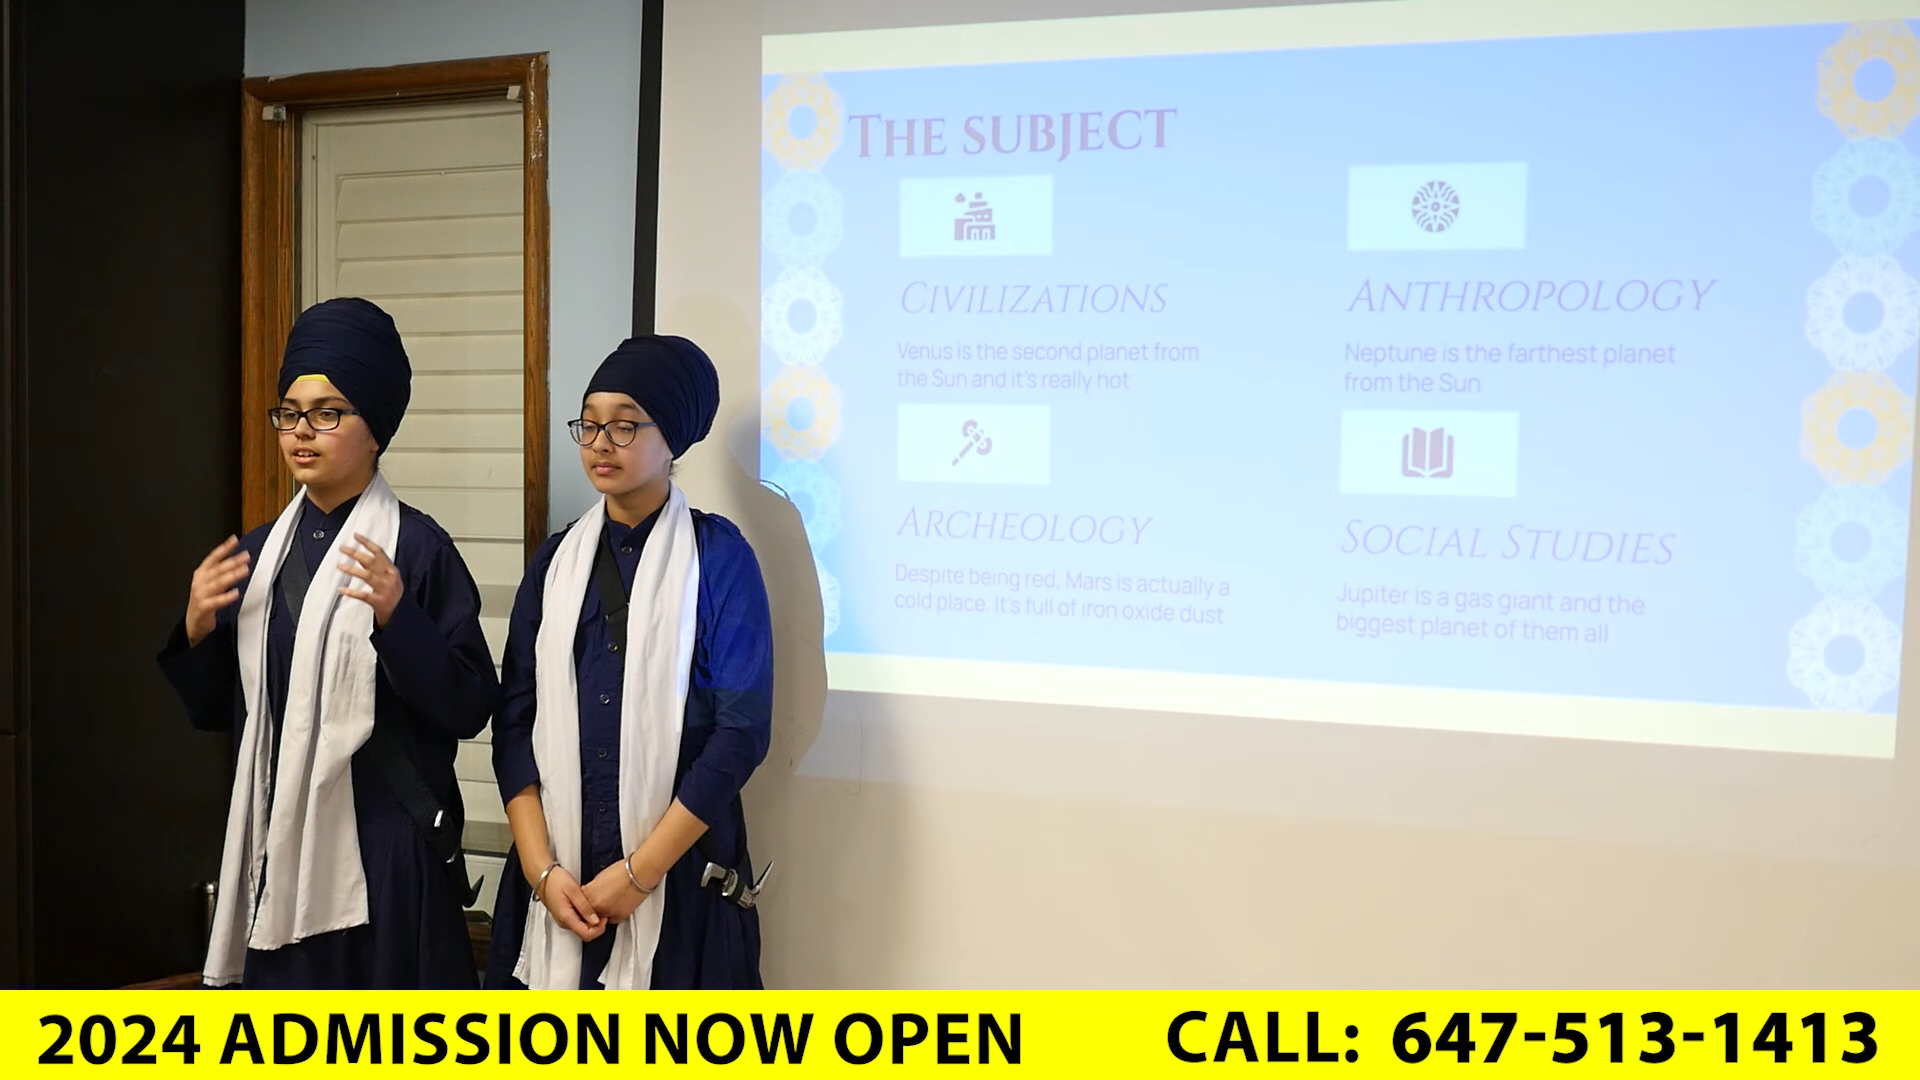 THE SUBJECT
CIVILIZATIONS
Venus is the second planet from
the Sun and it's really hot
ANTHROPOLOGY
Neptune is the farthest planet
from the Sun
ARCHEOLOGY
Despite being red, Mars is actually a
cold place. It's full of iron oxide dust
SOCIAL STUDIES
Jupiter is a gas giant and the
biggest planet of them all
2024 ADMISSION NOW OPEN
CALL: 647-513-1413